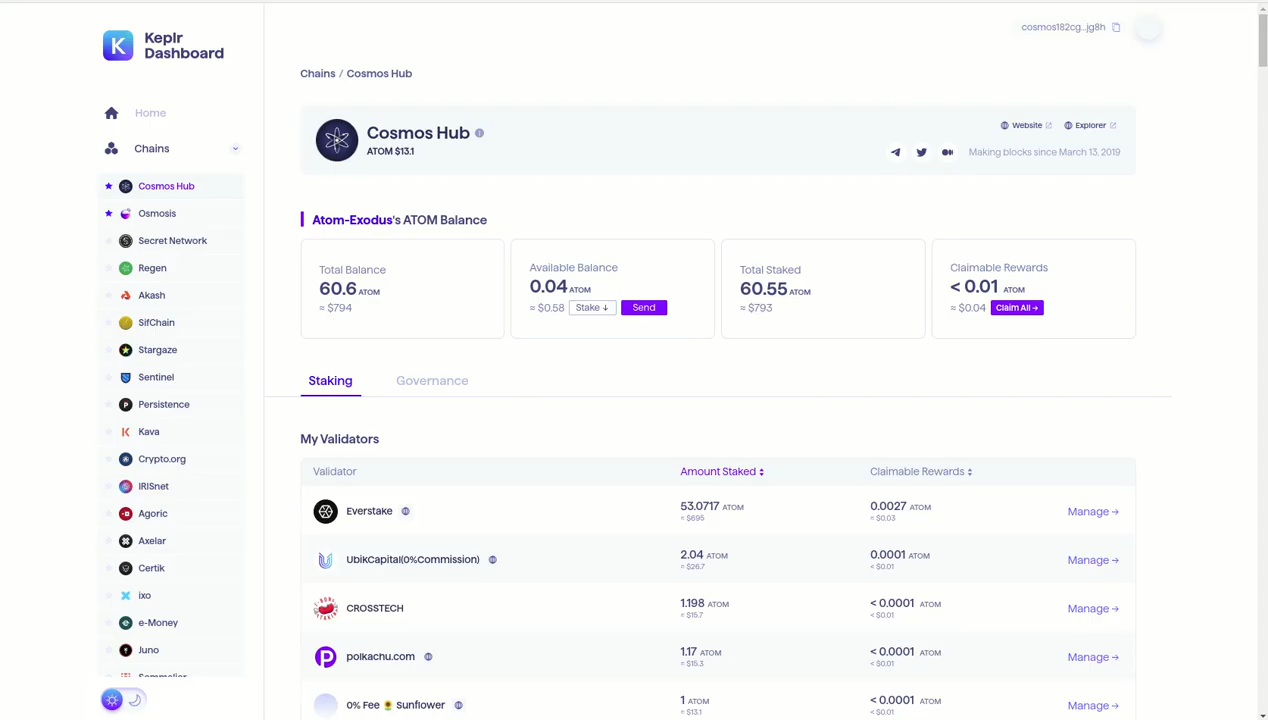 Keplr
Dashboard
Home
Chains
Cosmos Hub
Osmosis
Secret Network
Regen
Akash
SifChain
Stargaze
Sentinel
Persistence
Kava
Crypto.org
IRISnet
Agoric
Axelar
Certik
ixo
e-Money
Juno
Sommelier
cosmos182cg...jg8h
Chains / Cosmos Hub
Cosmos Hub
ATOM $13.1
Website
Explorer
Making blocks since March 13, 2019
Atom-Exodus's ATOM Balance
Total Balance
60.6 ATOM
≈ $794
Available Balance
0.04 ATOM
≈ $0.58 Stake ↓ Send
Total Staked
60.55 ATOM
≈ $793
Claimable Rewards
< 0.01 ATOM
≈ $0.04 Claim All →
Staking Governance
My Validators
Validator Amount Staked Claimable Rewards
Everstake 53.0717 ATOM 0.0027 ATOM Manage →
≈ $695 < $0.03
UbikCapital(0%Commission) 2.04 ATOM 0.0001 ATOM Manage →
≈ $26.7 < $0.01
CROSSTECH 1.198 ATOM < 0.0001 ATOM Manage →
≈ $15.7 < $0.01
polkachu.com 1.17 ATOM < 0.0001 ATOM Manage →
≈ $15.3 < $0.01
0% Fee 🌻 Sunflower 1 ATOM < 0.0001 ATOM Manage →
≈ $13.1 < $0.01